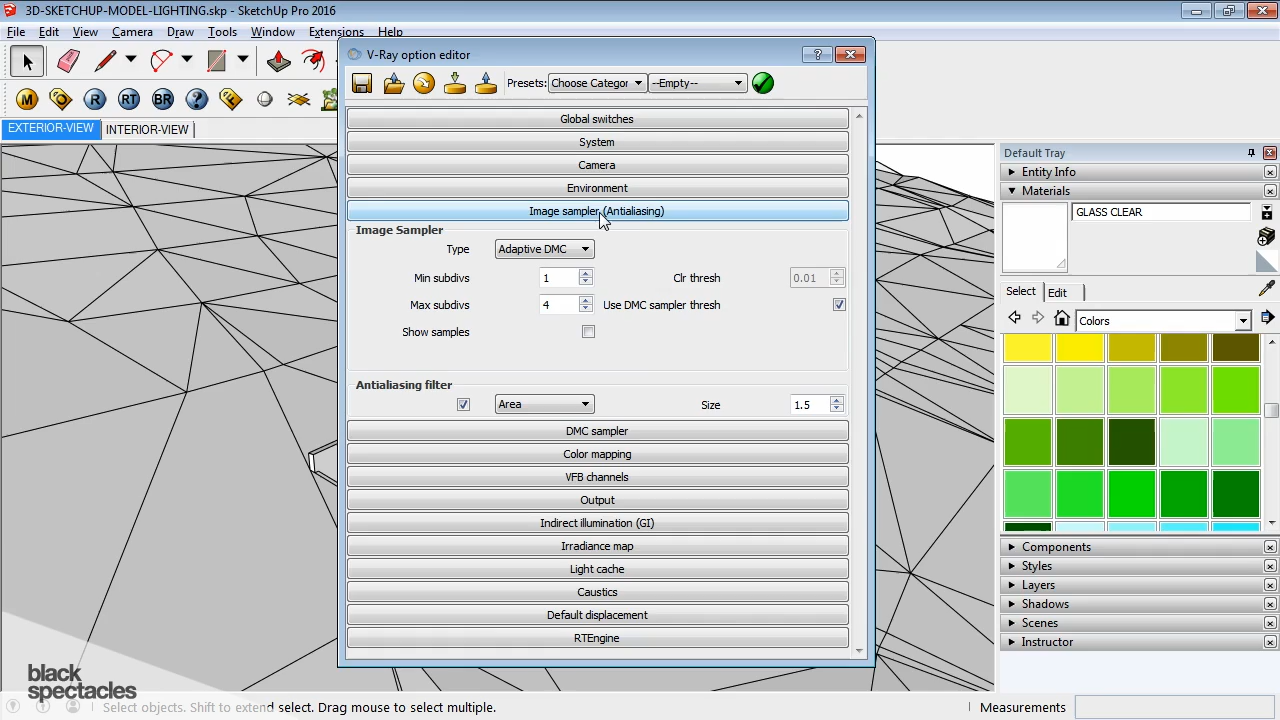 3D-SKETCHUP-MODEL-LIGHTING.skp - SketchUp Pro 2016
File Edit View Camera Draw Tools Window Extensions Help
V-Ray option editor
Presets: Choose Categor --Empty--
M O R RT BR ? F
EXTERIOR-VIEW INTERIOR-VIEW
Global switches
System
Camera
Environment
Image sampler (Antialiasing)
Image Sampler
Type Adaptive DMC
Min subdivs 1 Clr thresh 0.01
Max subdivs 4 Use DMC sampler thresh
Show samples
Antialiasing filter
Area Size 1.5
DMC sampler
Color mapping
VFB channels
Output
Indirect illumination (GI)
Irradiance map
Light cache
Caustics
Default displacement
RTEngine
Default Tray
Entity Info
Materials
GLASS CLEAR
Select Edit
Colors
Components
Styles
Layers
Shadows
Scenes
Instructor
black
spectacles
Select objects. Shift to extend select. Drag mouse to select multiple.
Measurements